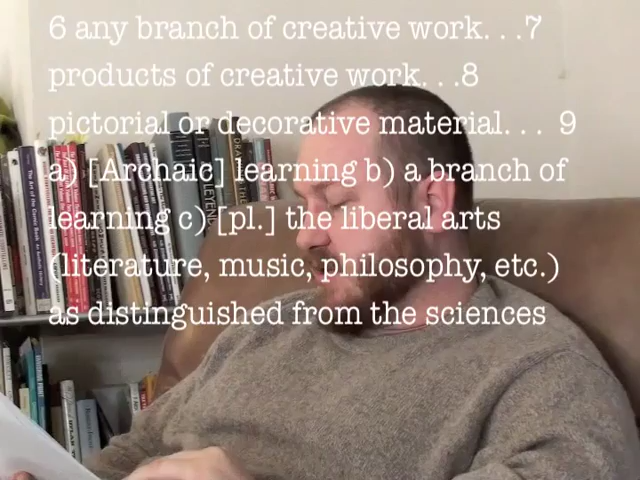 6 any branch of creative work. . .7
products of creative work. . .8
pictorial or decorative material. . . 9
a) [Archaic] learning b) a branch of
learning c) [pl.] the liberal arts
(literature, music, philosophy, etc.)
as distinguished from the sciences